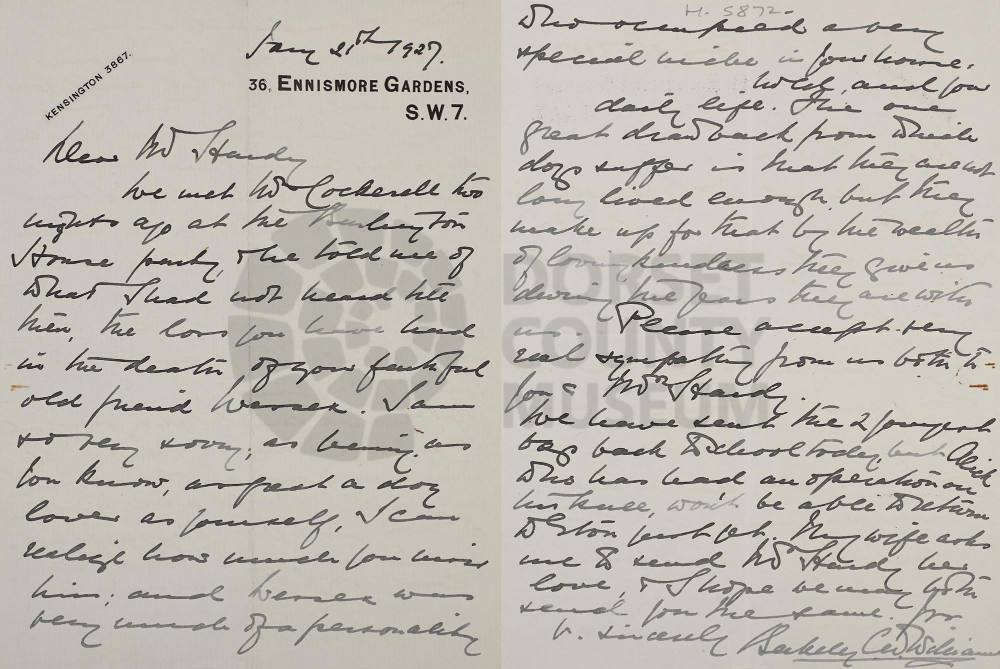 Jany 21st 1927.
KENSINGTON 3867.
36, ENNISMORE GARDENS,
S.W.7.
Dear Mr Hardy
We met Mr Cockerell two
nights ago at the Burlington
House party, & he told me of
what I had not heard till
then, the loss you have had
in the death of your faithful
old friend Wessex. I am
so very sorry; as being, as
you know, as great a dog
lover as yourself, I can
realize how much you miss
him; and Wessex was
very much of a personality
H. 5872-
who occupied a very
special niche in your house-
hold, and your
daily life. The one
great drawback from which
dogs suffer is that they are not
long lived enough, but they
make up for that by the wealth
of loving kindness they give us
during the years they are with
us. Please accept very
real sympathy from us both to
you & Mrs Hardy.
We have sent the 2 youngest
boys back to school today, but Alick
who has had an operation on
his knee, won't be able to return
to Eton just yet. My wife asks
me to send Mrs Hardy her
love, & I hope we may both
send you the same. Yrs
v. sincerely Berkeley C. W. Williams
DORSET
COUNTY
MUSEUM